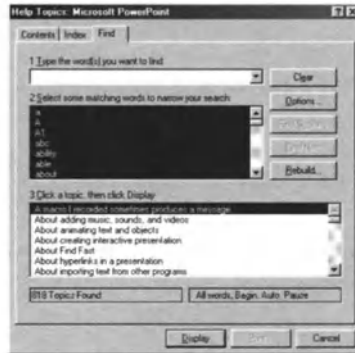 Help Topics: Microsoft PowerPoint
Contents Index Find
1 Type the word(s) you want to find
Clear
2 Select some matching words to narrow your search
Options...
a
A
A1
abc
ability
able
about
Find Similar...
Find Now
Rebuild...
3 Click a topic, then click Display
A macro I recorded sometimes produces a message
About adding music, sounds, and videos
About animating text and objects
About creating interactive presentation
About Find Fast
About hyperlinks in a presentation
About importing text from other programs
818 Topics Found All words, Begin, Auto, Pause
Display Cancel